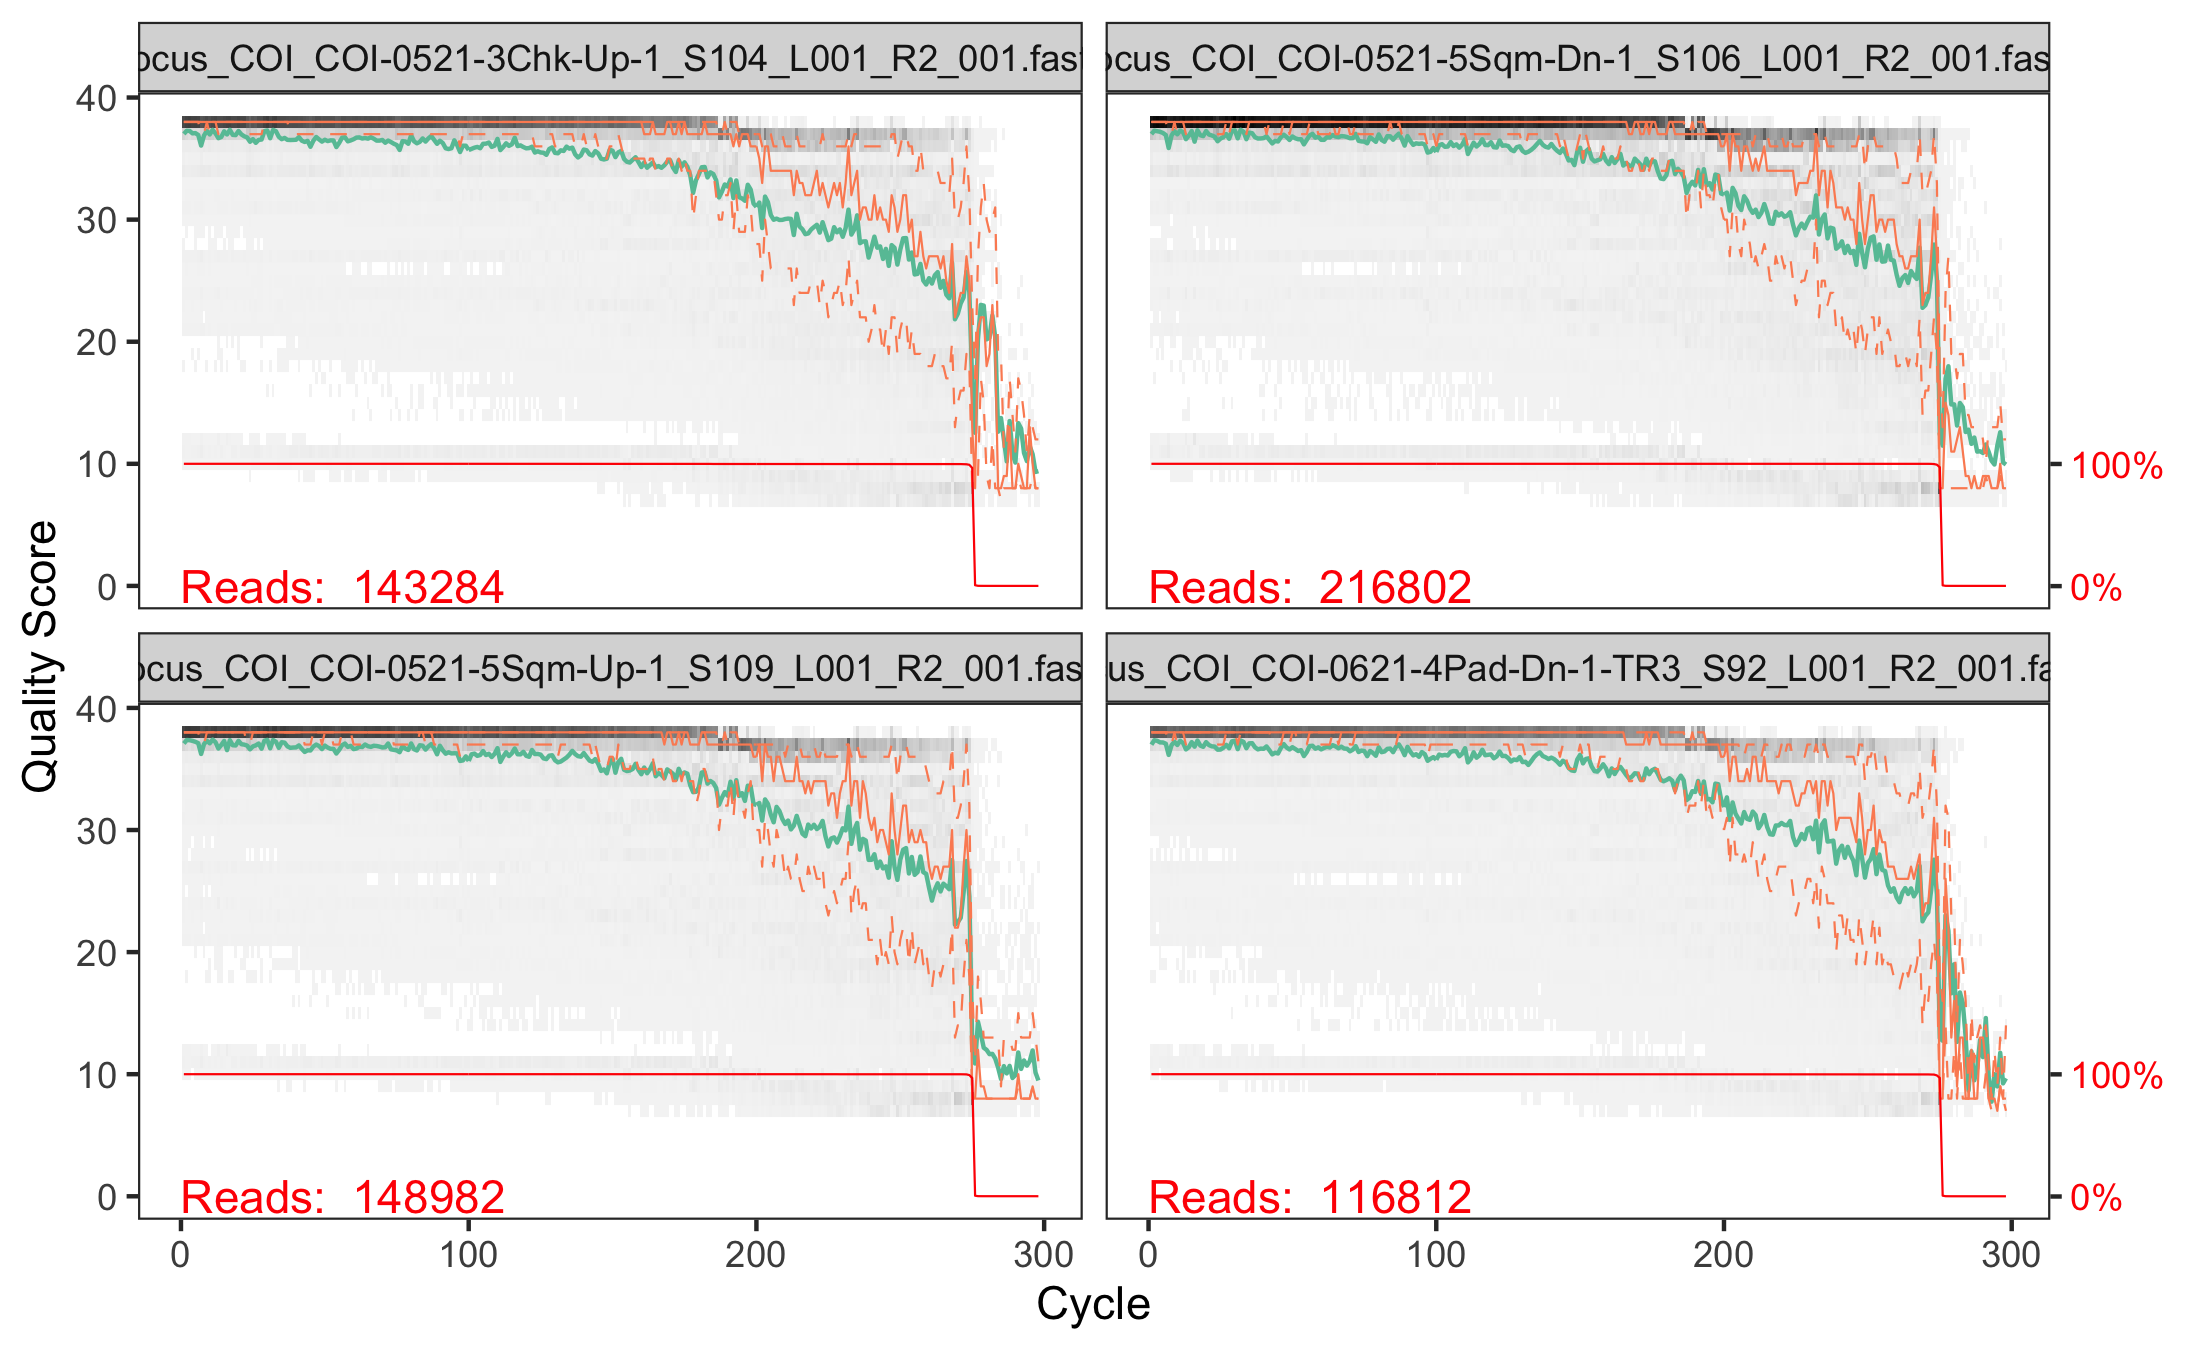 ocus_COI_COI-0521-3Chk-Up-1_S104_L001_R2_001.fast
ocus_COI_COI-0521-5Sqm-Dn-1_S106_L001_R2_001.fas
40
30
20
10
0
100%
0%
Reads: 143284
Reads: 216802
Quality Score
ocus_COI_COI-0521-5Sqm-Up-1_S109_L001_R2_001.fas
us_COI_COI-0621-4Pad-Dn-1-TR3_S92_L001_R2_001.fa
40
30
20
10
0
100%
0%
Reads: 148982
Reads: 116812
0 100 200 300
0 100 200 300
Cycle